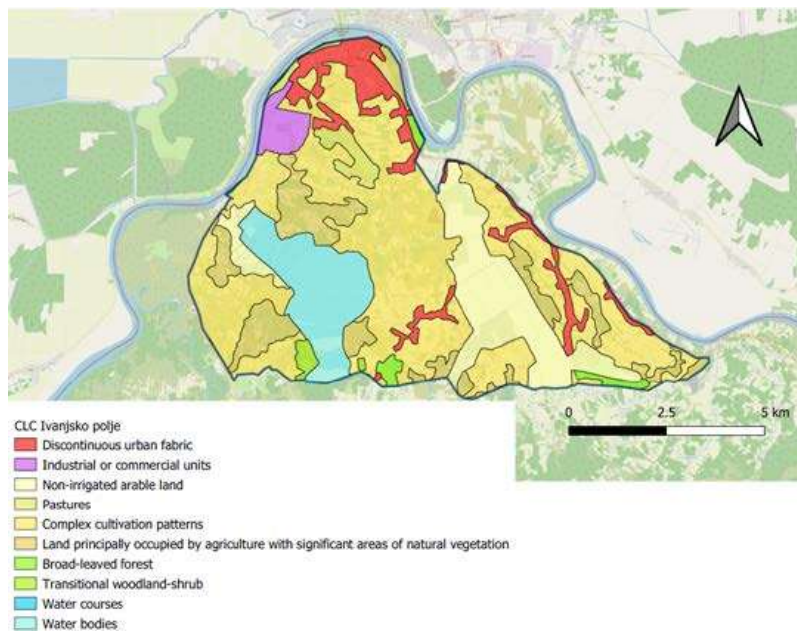 0 2.5 5 km
CLC Ivanjsko polje
Discontinuous urban fabric
Industrial or commercial units
Non-irrigated arable land
Pastures
Complex cultivation patterns
Land principally occupied by agriculture with significant areas of natural vegetation
Broad-leaved forest
Transitional woodland-shrub
Water courses
Water bodies